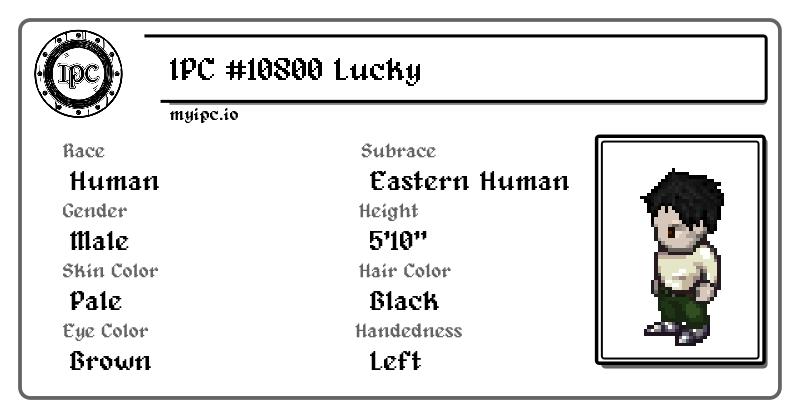 IPC
IPC #10800 Lucky
myipc.io
Race
Human
Subrace
Eastern Human
Gender
Male
Height
5'10"
Skin Color
Pale
Hair Color
Black
Eye Color
Brown
Handedness
Left